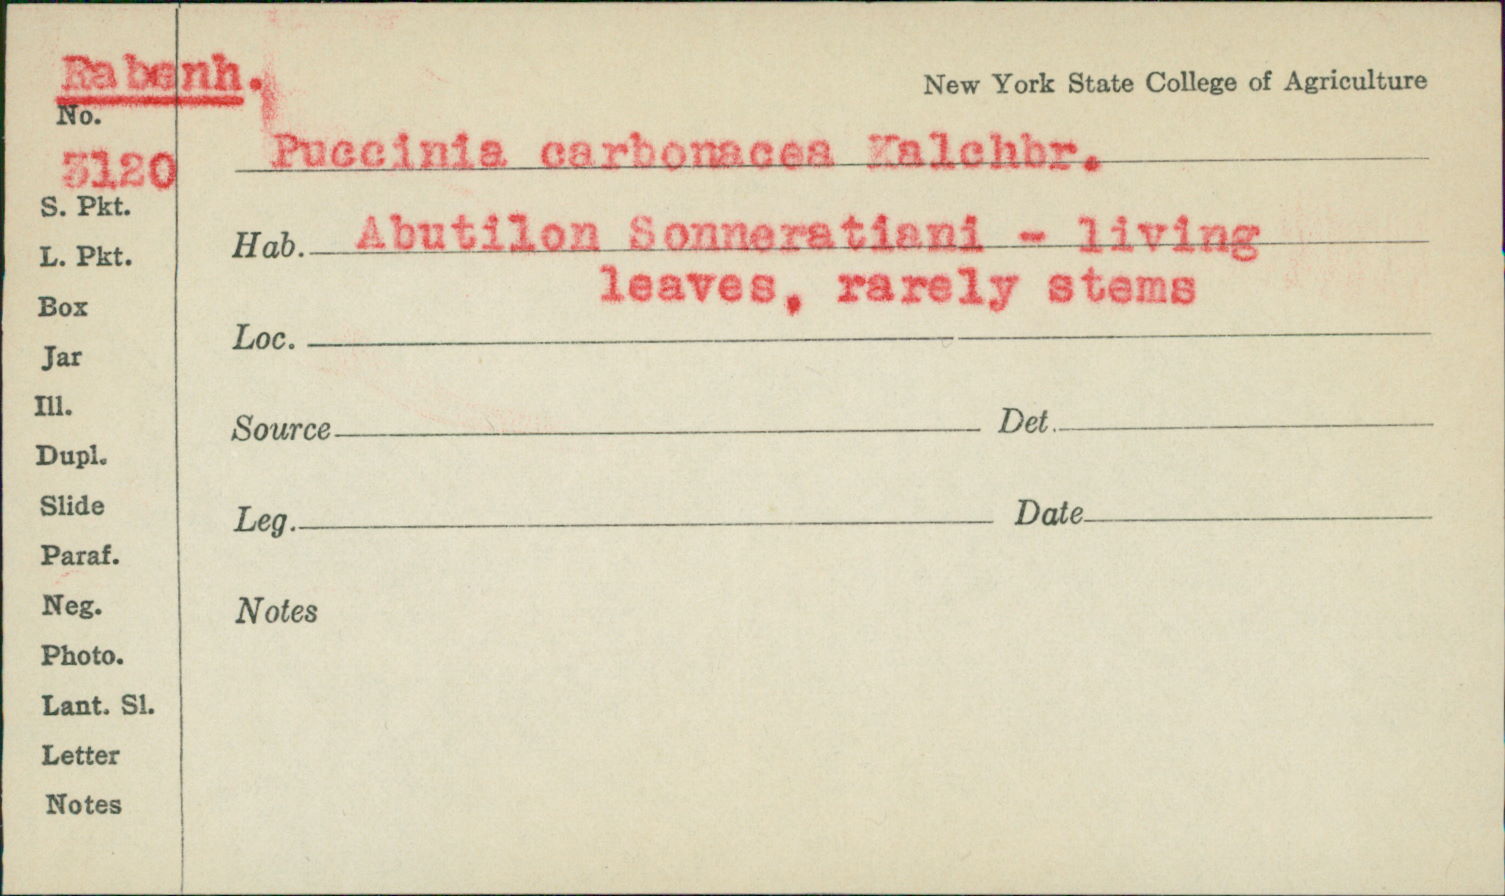 Rabenh.
New York State College of Agriculture
No.
3120
Puccinia carbonacea Kalchbr.
S. Pkt.
Hab. Abutilon Sonneratiani - living
leaves, rarely stems
L. Pkt.
Box
Loc.
Jar
Ill.
Source Det.
Dupl.
Slide
Leg. Date
Paraf.
Neg.
Notes
Photo.
Lant. Sl.
Letter
Notes